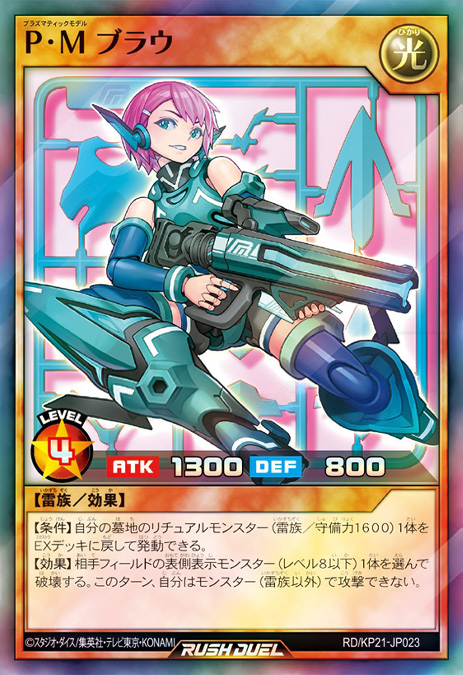 プラズマティックモデル
P・M ブラウ
ひかり
光
LEVEL
4
ATK 1300 DEF 800
【雷族／効果】
【条件】自分の墓地のリチュアルモンスター（雷族／守備力1600）1体を
EXデッキに戻して発動できる。
【効果】相手フィールドの表側表示モンスター（レベル8以下）1体を選んで
破壊する。このターン、自分はモンスター（雷族以外）で攻撃できない。
©スタジオ・ダイス/集英社・テレビ東京・KONAMI
RUSH DUEL
RD/KP21-JP023